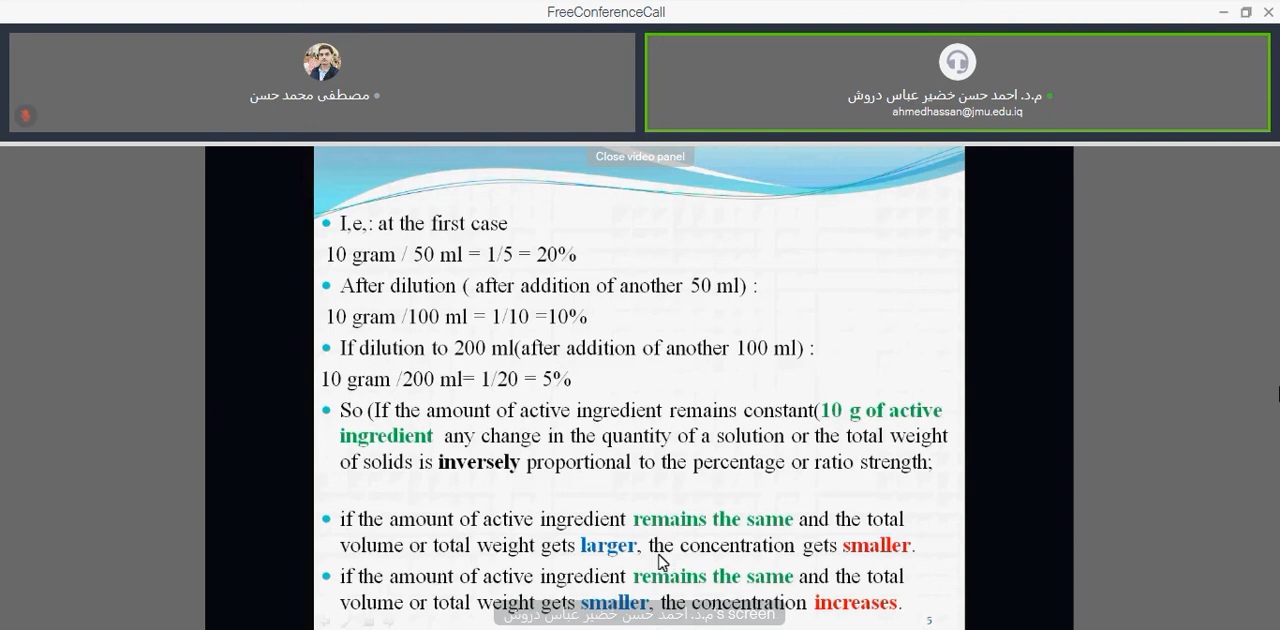 FreeConferenceCall
مصطفى محمد حسن
م.د. احمد حسن خضير عباس دروش
ahmedhassan@jmu.edu.iq
Close video panel
I,e,: at the first case
10 gram / 50 ml = 1/5 = 20%
After dilution ( after addition of another 50 ml) :
10 gram /100 ml = 1/10 =10%
If dilution to 200 ml(after addition of another 100 ml) :
10 gram /200 ml= 1/20 = 5%
So (If the amount of active ingredient remains constant(10 g of active
ingredient any change in the quantity of a solution or the total weight
of solids is inversely proportional to the percentage or ratio strength;
if the amount of active ingredient remains the same and the total
volume or total weight gets larger, the concentration gets smaller.
if the amount of active ingredient remains the same and the total
volume or total weight gets smaller, the concentration increases.
م.د. احمد حسن خضير عباس دروش's screen
5